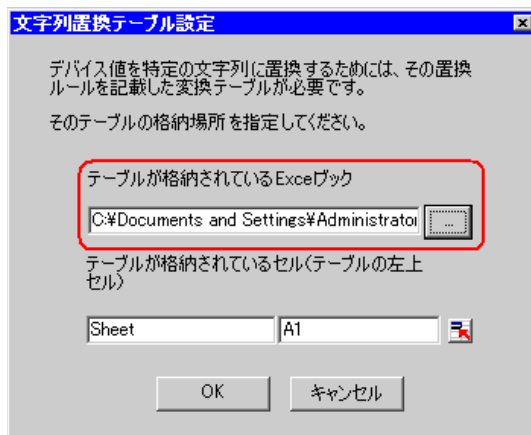 文字列置換テーブル設定
デバイス値を特定の文字列に置換するためには、その置換
ルールを記載した変換テーブルが必要です。
そのテーブルの格納場所を指定してください。
テーブルが格納されているExcelブック
C:¥Documents and Settings¥Administrator
...
テーブルが格納されているセル(テーブルの左上
セル)
Sheet A1
OK キャンセル